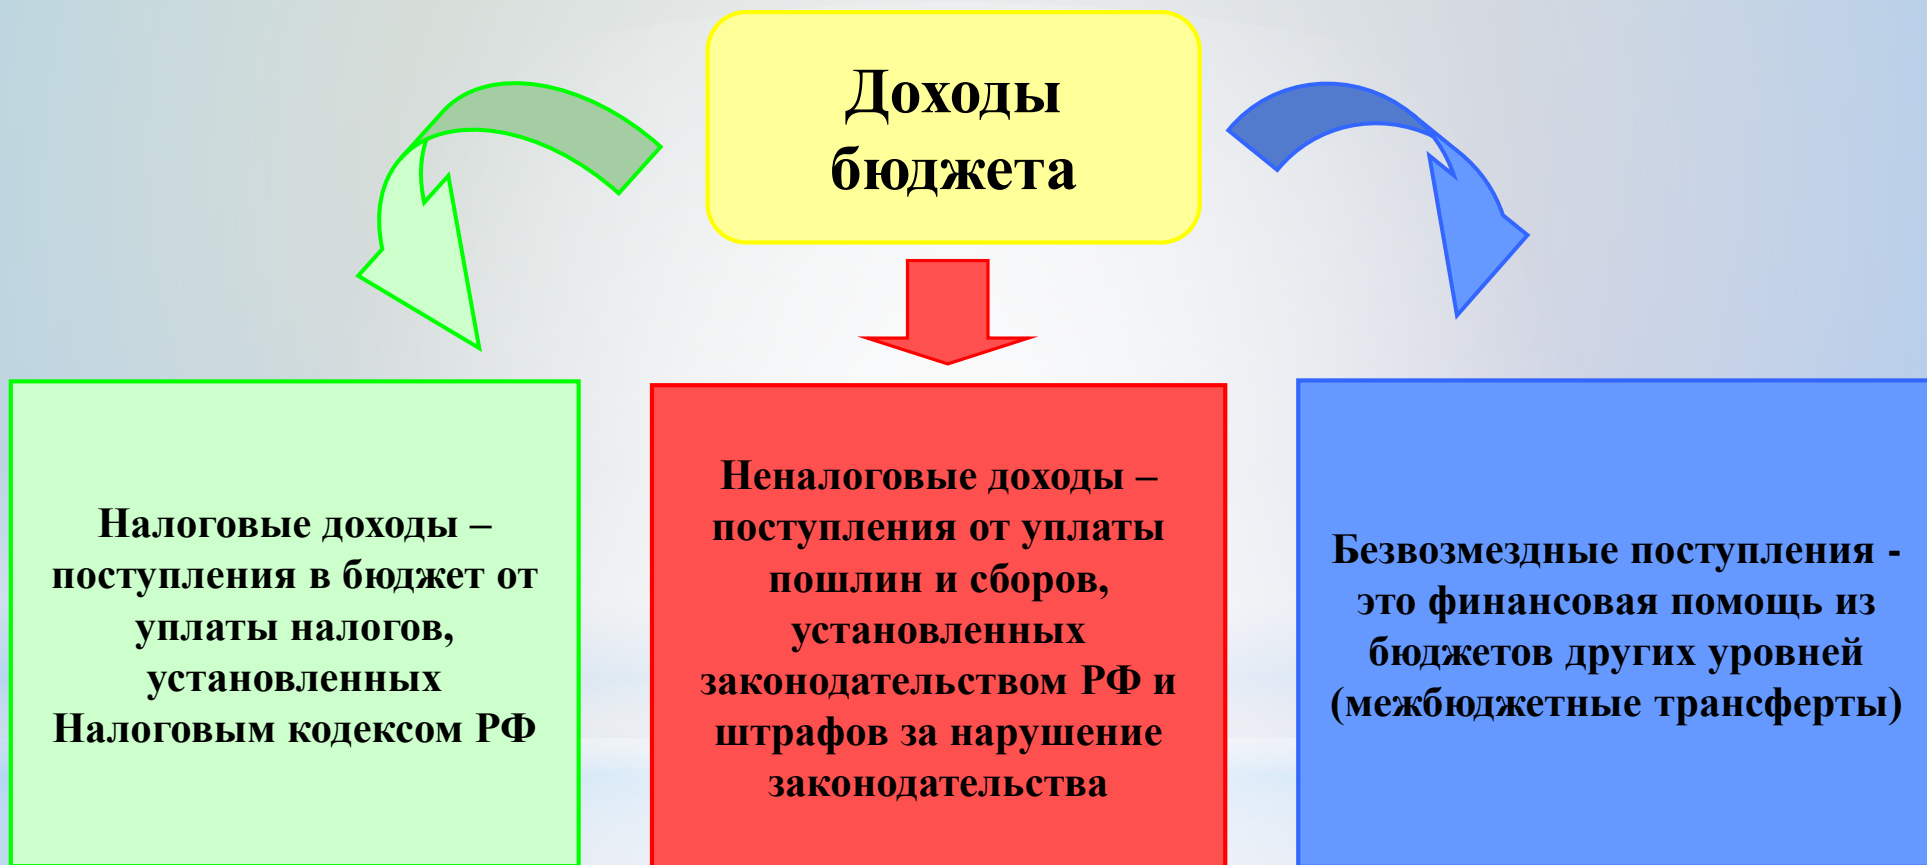 Доходы
бюджета
Налоговые доходы –
поступления в бюджет от
уплаты налогов,
установленных
Налоговым кодексом РФ
Неналоговые доходы –
поступления от уплаты
пошлин и сборов,
установленных
законодательством РФ и
штрафов за нарушение
законодательства
Безвозмездные поступления -
это финансовая помощь из
бюджетов других уровней
(межбюджетные трансферты)